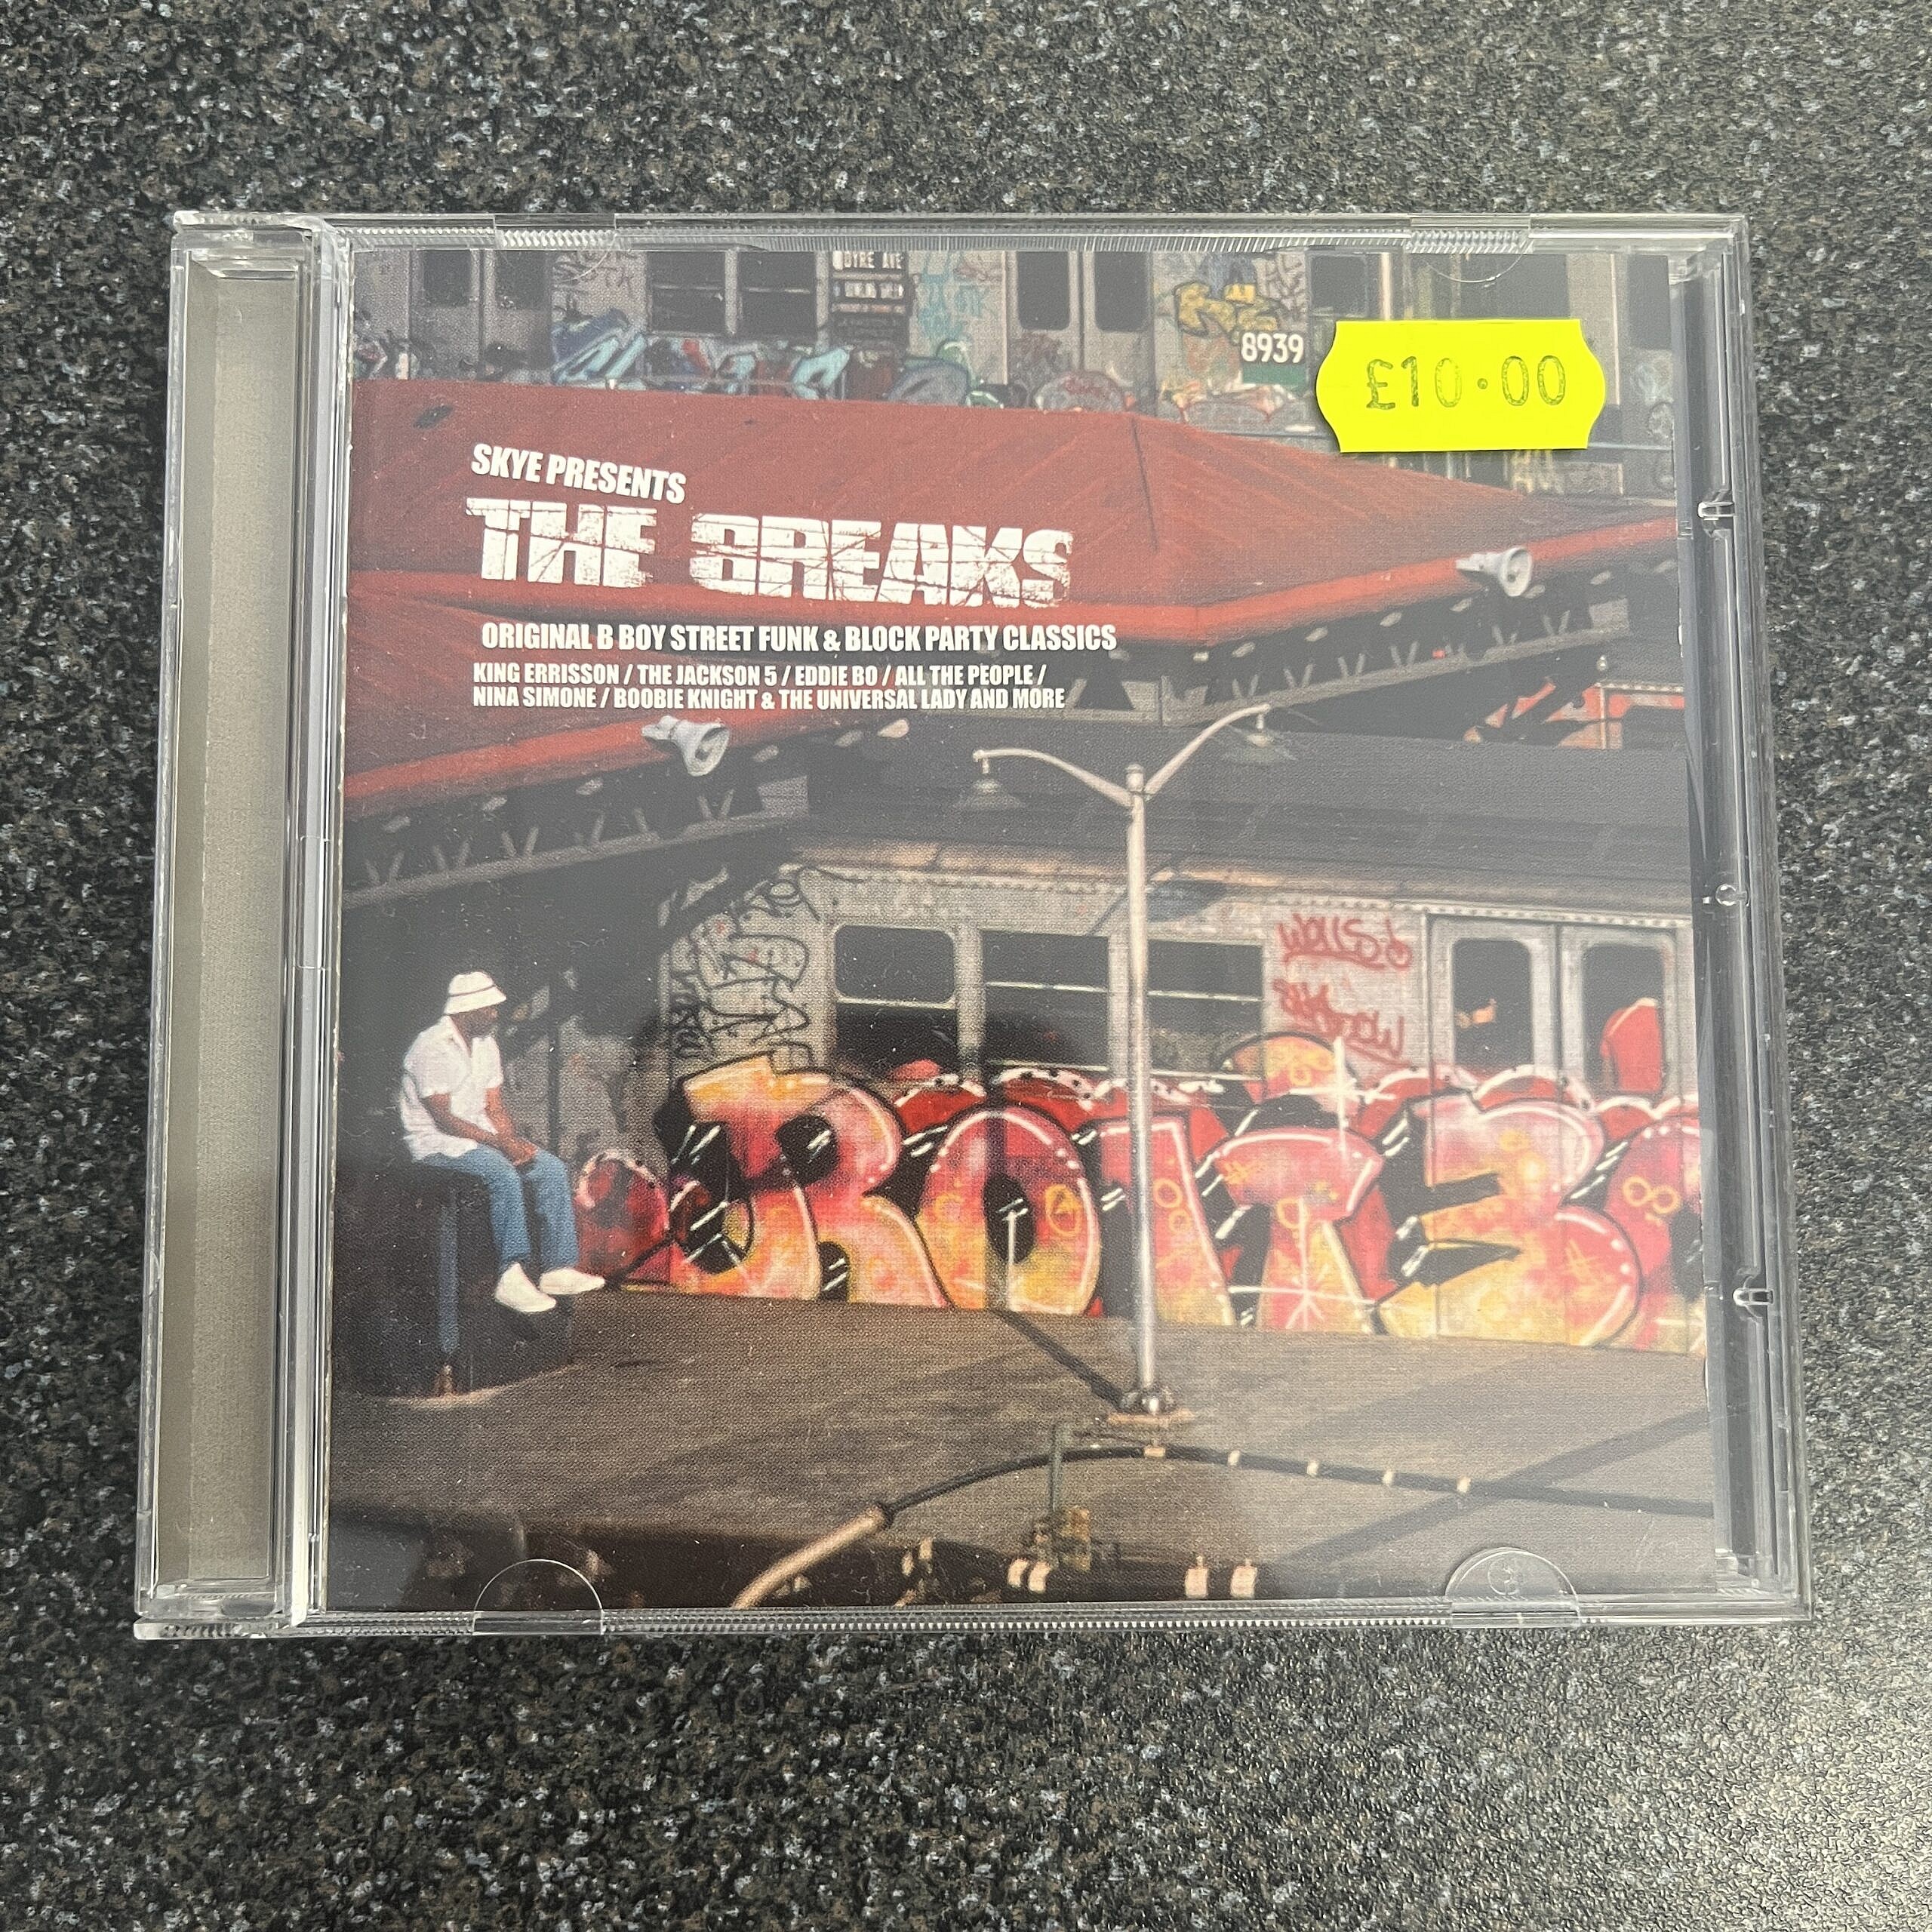 DYRE AVE
8939
£10.00
SKYE PRESENTS
THE BREAKS
ORIGINAL B BOY STREET FUNK & BLOCK PARTY CLASSICS
KING ERRISSON / THE JACKSON 5 / EDDIE BO / ALL THE PEOPLE /
NINA SIMONE / BOOBIE KNIGHT & THE UNIVERSAL LADY AND MORE